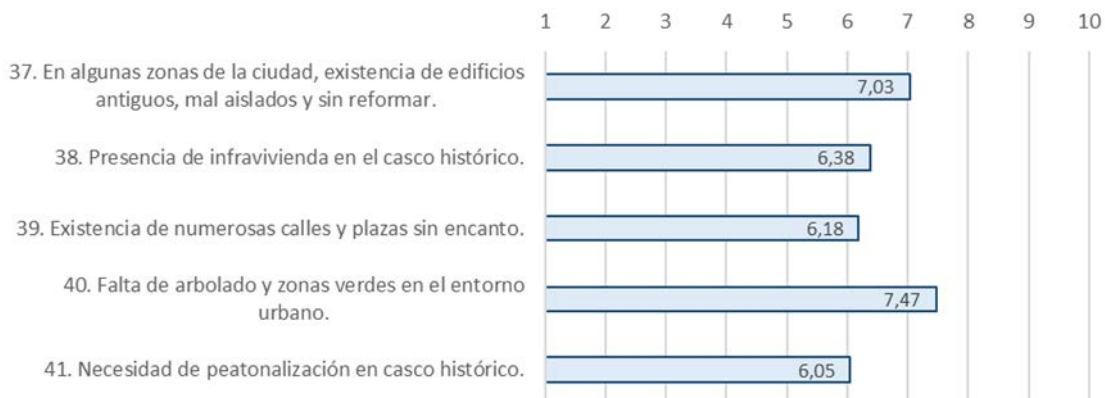 1 2 3 4 5 6 7 8 9 10
37. En algunas zonas de la ciudad, existencia de edificios
antiguos, mal aislados y sin reformar.
7,03
38. Presencia de infravivienda en el casco histórico.
6,38
39. Existencia de numerosas calles y plazas sin encanto.
6,18
40. Falta de arbolado y zonas verdes en el entorno
urbano.
7,47
41. Necesidad de peatonalización en casco histórico.
6,05